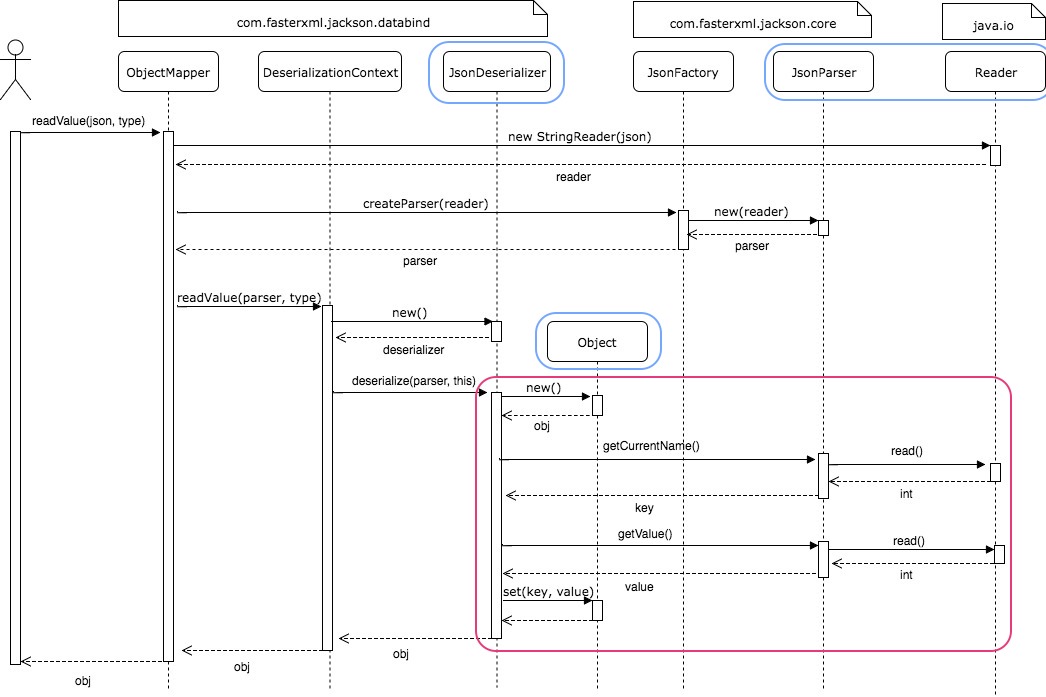 com.fasterxml.jackson.databind
com.fasterxml.jackson.core
java.io
ObjectMapper
DeserializationContext
JsonDeserializer
JsonFactory
JsonParser
Reader
readValue(json, type)
new StringReader(json)
reader
createParser(reader)
new(reader)
parser
parser
readValue(parser, type)
new()
deserializer
Object
deserialize(parser, this)
new()
obj
getCurrentName()
read()
int
key
getValue()
read()
int
value
set(key, value)
obj
obj
obj